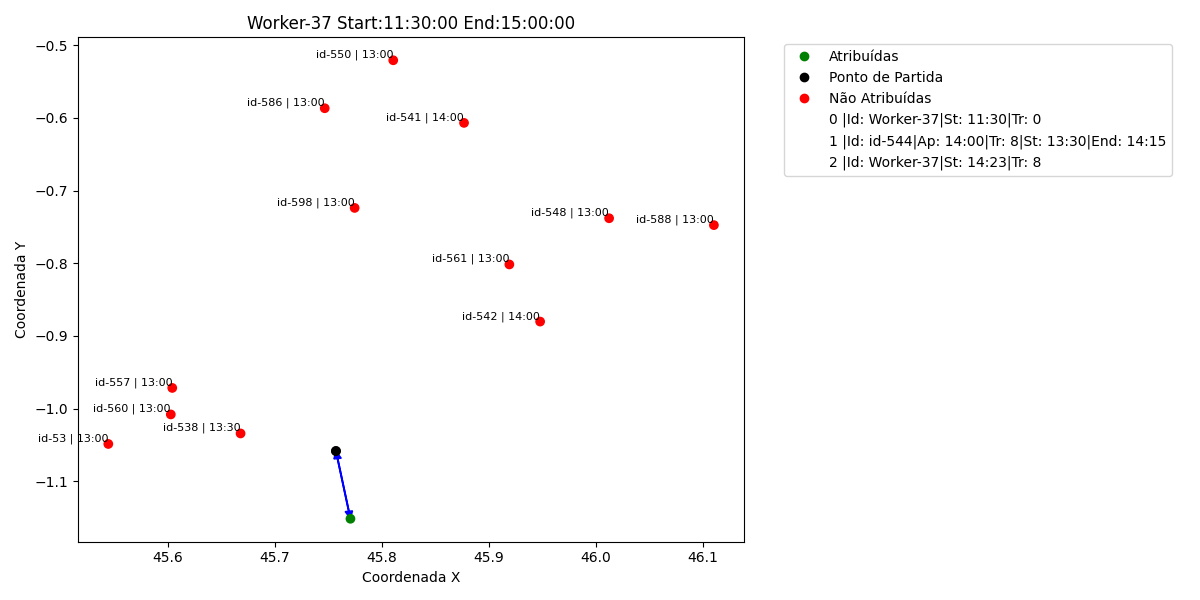 Worker-37 Start:11:30:00 End:15:00:00
Atribuídas
Ponto de Partida
Não Atribuídas
0 |Id: Worker-37|St: 11:30|Tr: 0
1 |Id: id-544|Ap: 14:00|Tr: 8|St: 13:30|End: 14:15
2 |Id: Worker-37|St: 14:23|Tr: 8
Coordenada Y
−0.5
−0.6
−0.7
−0.8
−0.9
−1.0
−1.1
id-550 | 13:00
id-586 | 13:00
id-541 | 14:00
id-598 | 13:00
id-548 | 13:00
id-588 | 13:00
id-561 | 13:00
id-542 | 14:00
id-557 | 13:00
id-560 | 13:00
id-538 | 13:30
id-53 | 13:00
45.6
45.7
45.8
45.9
46.0
46.1
Coordenada X